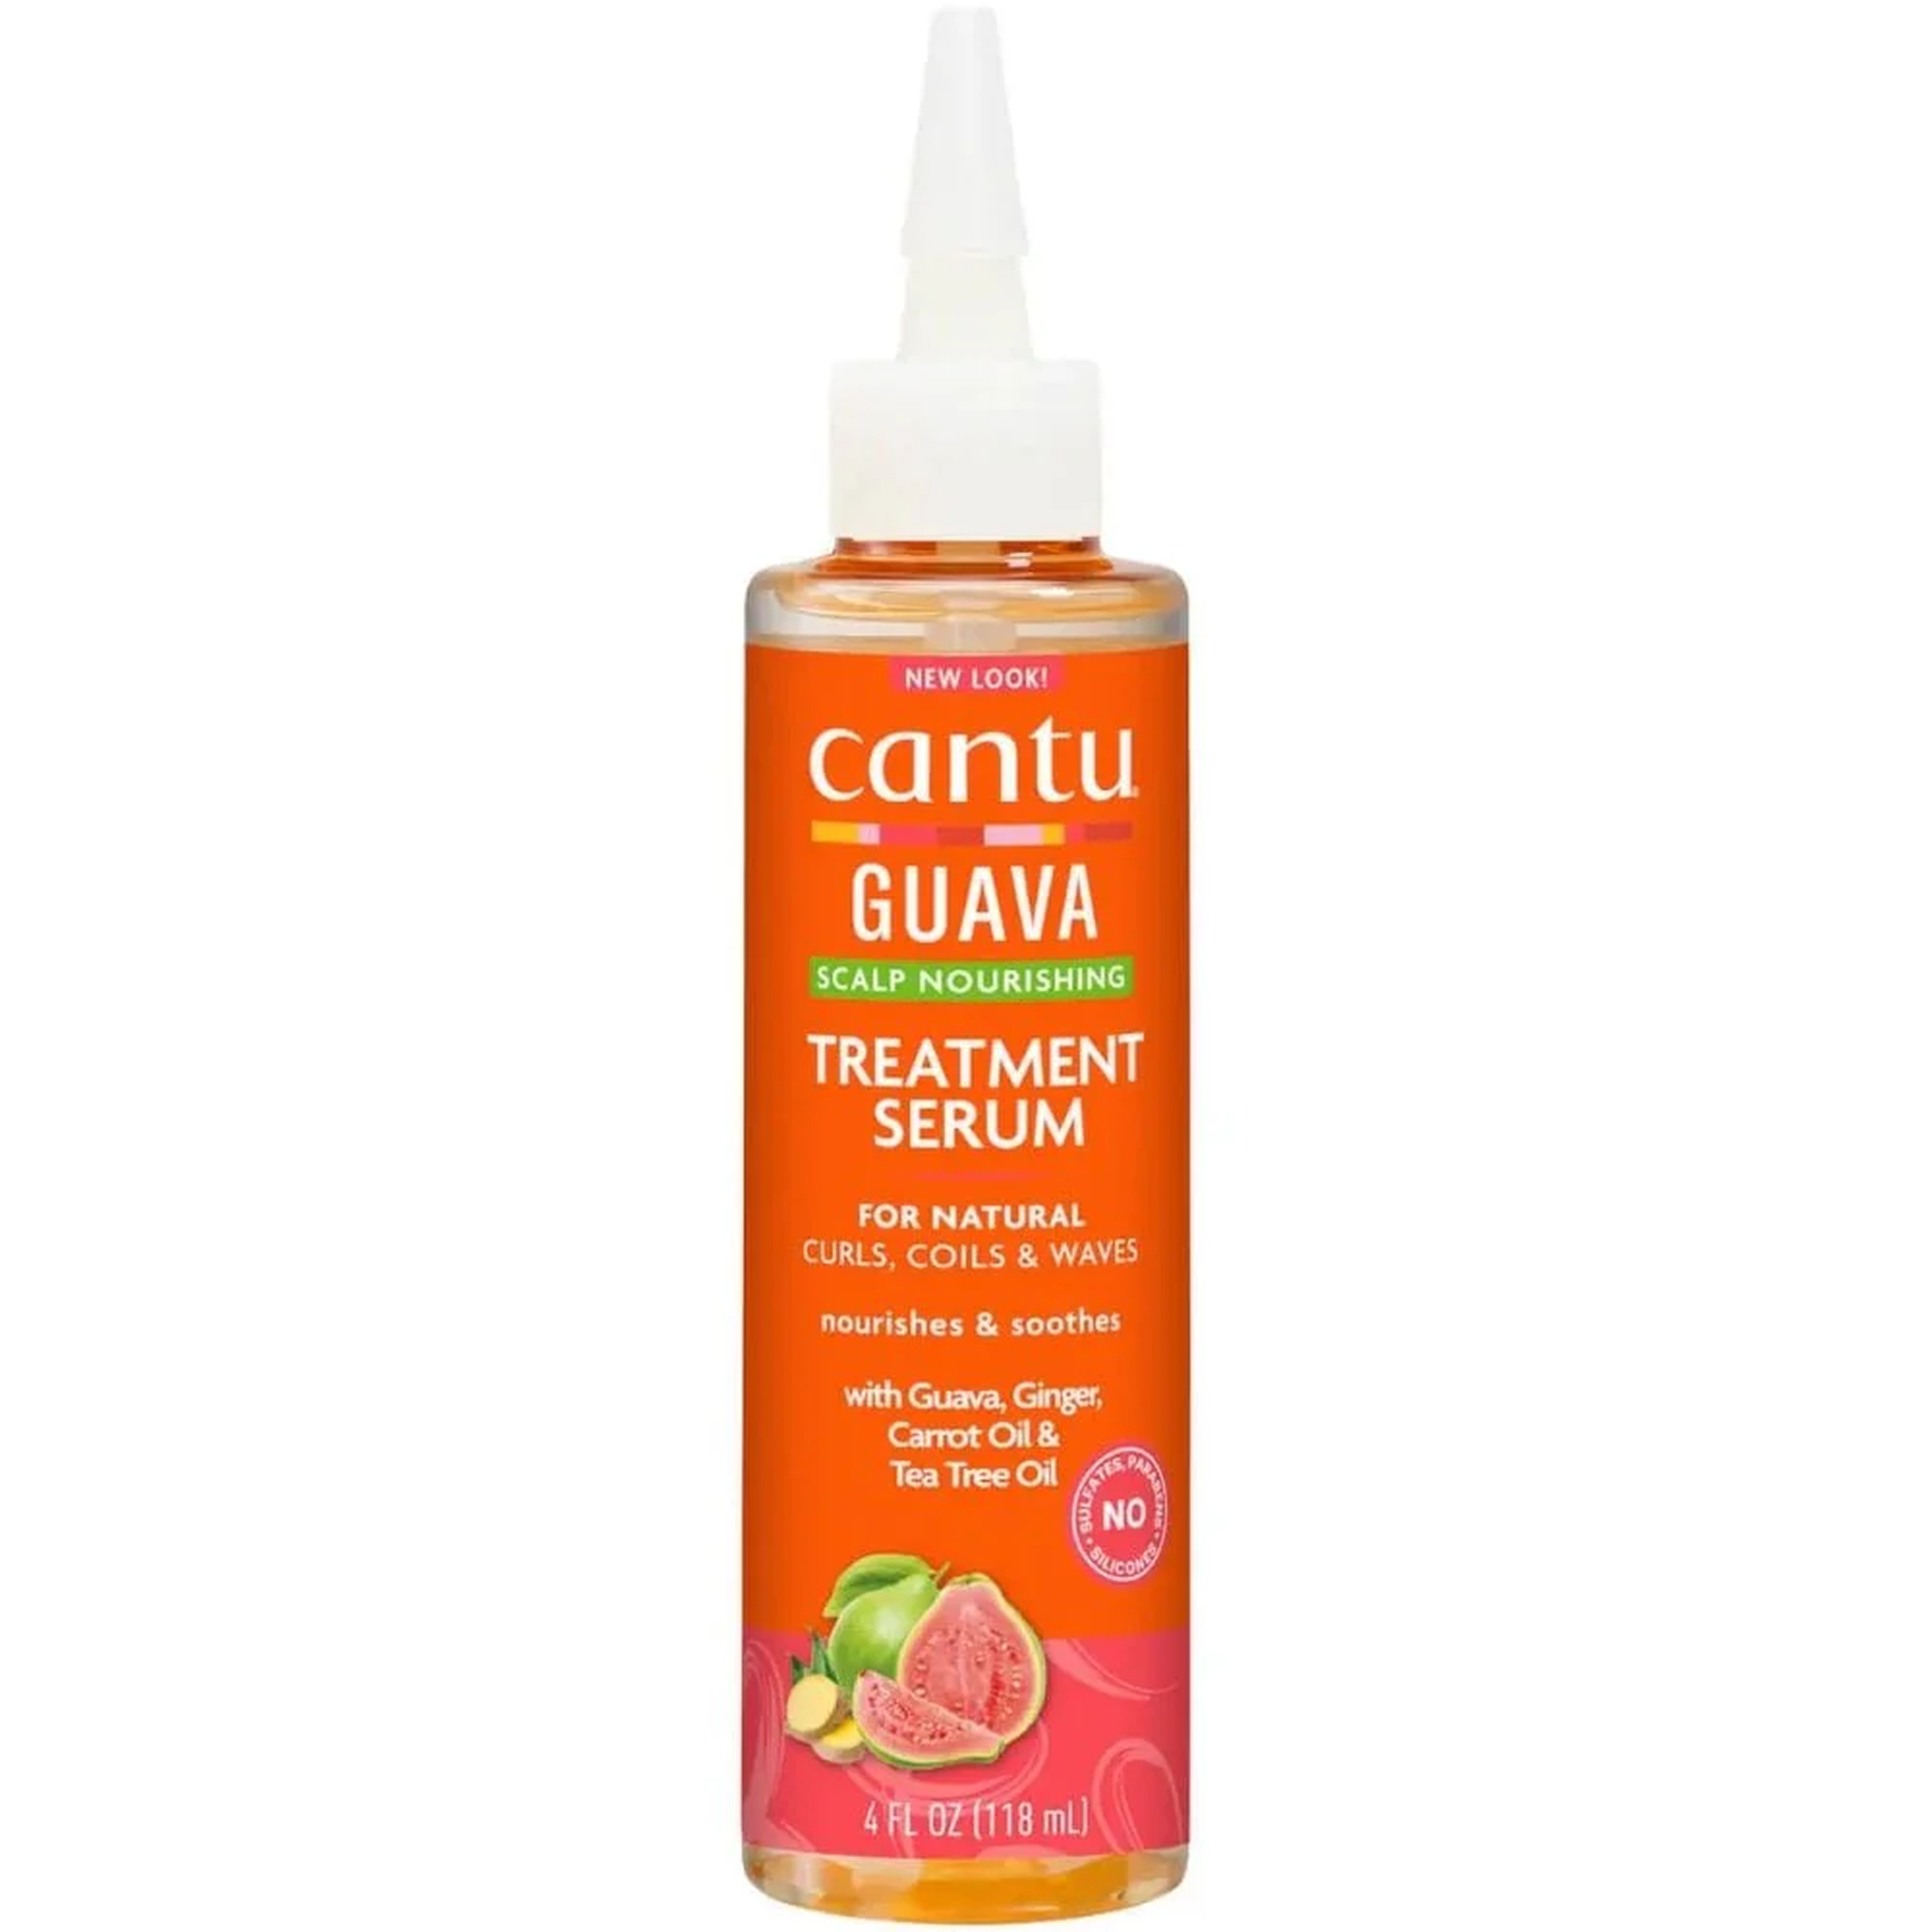 NEW LOOK!
cantu
GUAVA
SCALP NOURISHING
TREATMENT
SERUM
FOR NATURAL
CURLS, COILS & WAVES
nourishes & soothes
with Guava, Ginger,
Carrot Oil &
Tea Tree Oil
SULFATES, PARABENS
NO
• SILICONES •
4 FL OZ (118 mL)